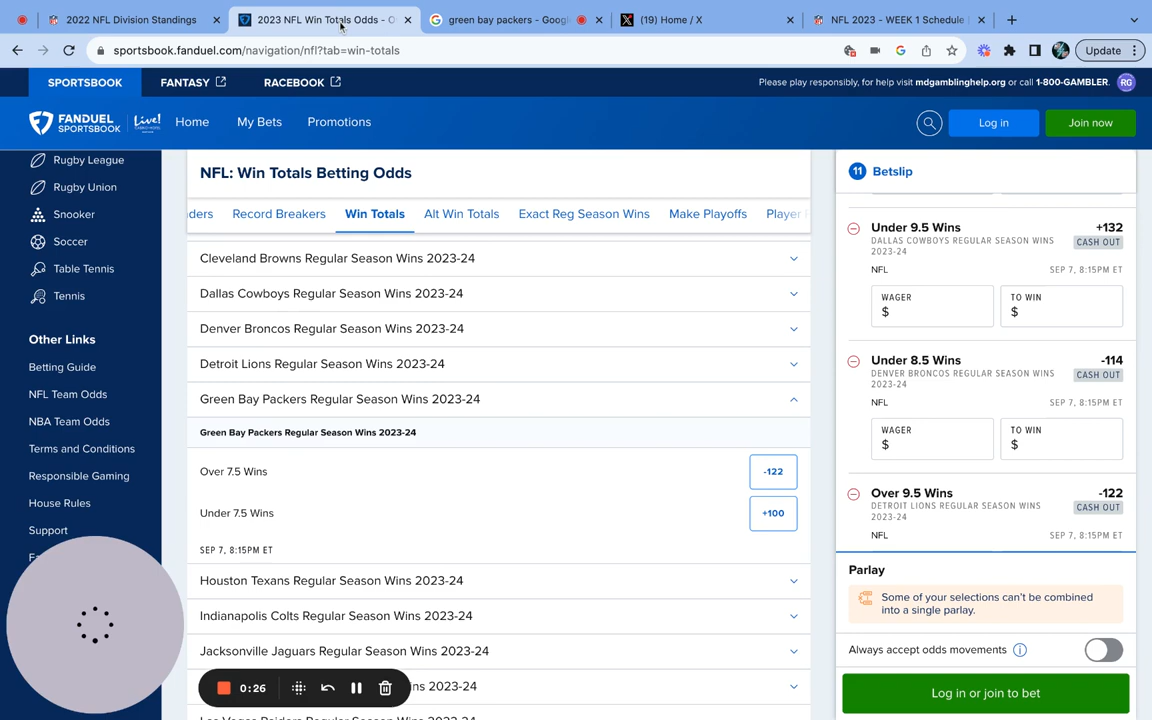 2022 NFL Division Standings
2023 NFL Win Totals Odds - O
green bay packers - Googl
(19) Home / X
NFL 2023 - WEEK 1 Schedule
sportsbook.fanduel.com/navigation/nfl?tab=win-totals
Update
SPORTSBOOK
FANTASY
RACEBOOK
Please play responsibly, for help visit mdgamblinghelp.org or call 1-800-GAMBLER.
RG
FANDUEL
SPORTSBOOK
Live!
Home
My Bets
Promotions
Log in
Join now
Rugby League
Rugby Union
Snooker
Soccer
Table Tennis
Tennis
Other Links
Betting Guide
NFL Team Odds
NBA Team Odds
Terms and Conditions
Responsible Gaming
House Rules
Support
Fa
NFL: Win Totals Betting Odds
ders
Record Breakers
Win Totals
Alt Win Totals
Exact Reg Season Wins
Make Playoffs
Player
Cleveland Browns Regular Season Wins 2023-24
Dallas Cowboys Regular Season Wins 2023-24
Denver Broncos Regular Season Wins 2023-24
Detroit Lions Regular Season Wins 2023-24
Green Bay Packers Regular Season Wins 2023-24
Green Bay Packers Regular Season Wins 2023-24
Over 7.5 Wins
-122
Under 7.5 Wins
+100
SEP 7, 8:15PM ET
Houston Texans Regular Season Wins 2023-24
Indianapolis Colts Regular Season Wins 2023-24
Jacksonville Jaguars Regular Season Wins 2023-24
ns 2023-24
0:26
11 Betslip
Under 9.5 Wins
+132
DALLAS COWBOYS REGULAR SEASON WINS
2023-24
CASH OUT
NFL
SEP 7, 8:15PM ET
WAGER
$
TO WIN
$
Under 8.5 Wins
-114
DENVER BRONCOS REGULAR SEASON WINS
2023-24
CASH OUT
NFL
SEP 7, 8:15PM ET
WAGER
$
TO WIN
$
Over 9.5 Wins
-122
DETROIT LIONS REGULAR SEASON WINS
2023-24
CASH OUT
NFL
SEP 7, 8:15PM ET
Parlay
Some of your selections can't be combined
into a single parlay.
Always accept odds movements
Log in or join to bet